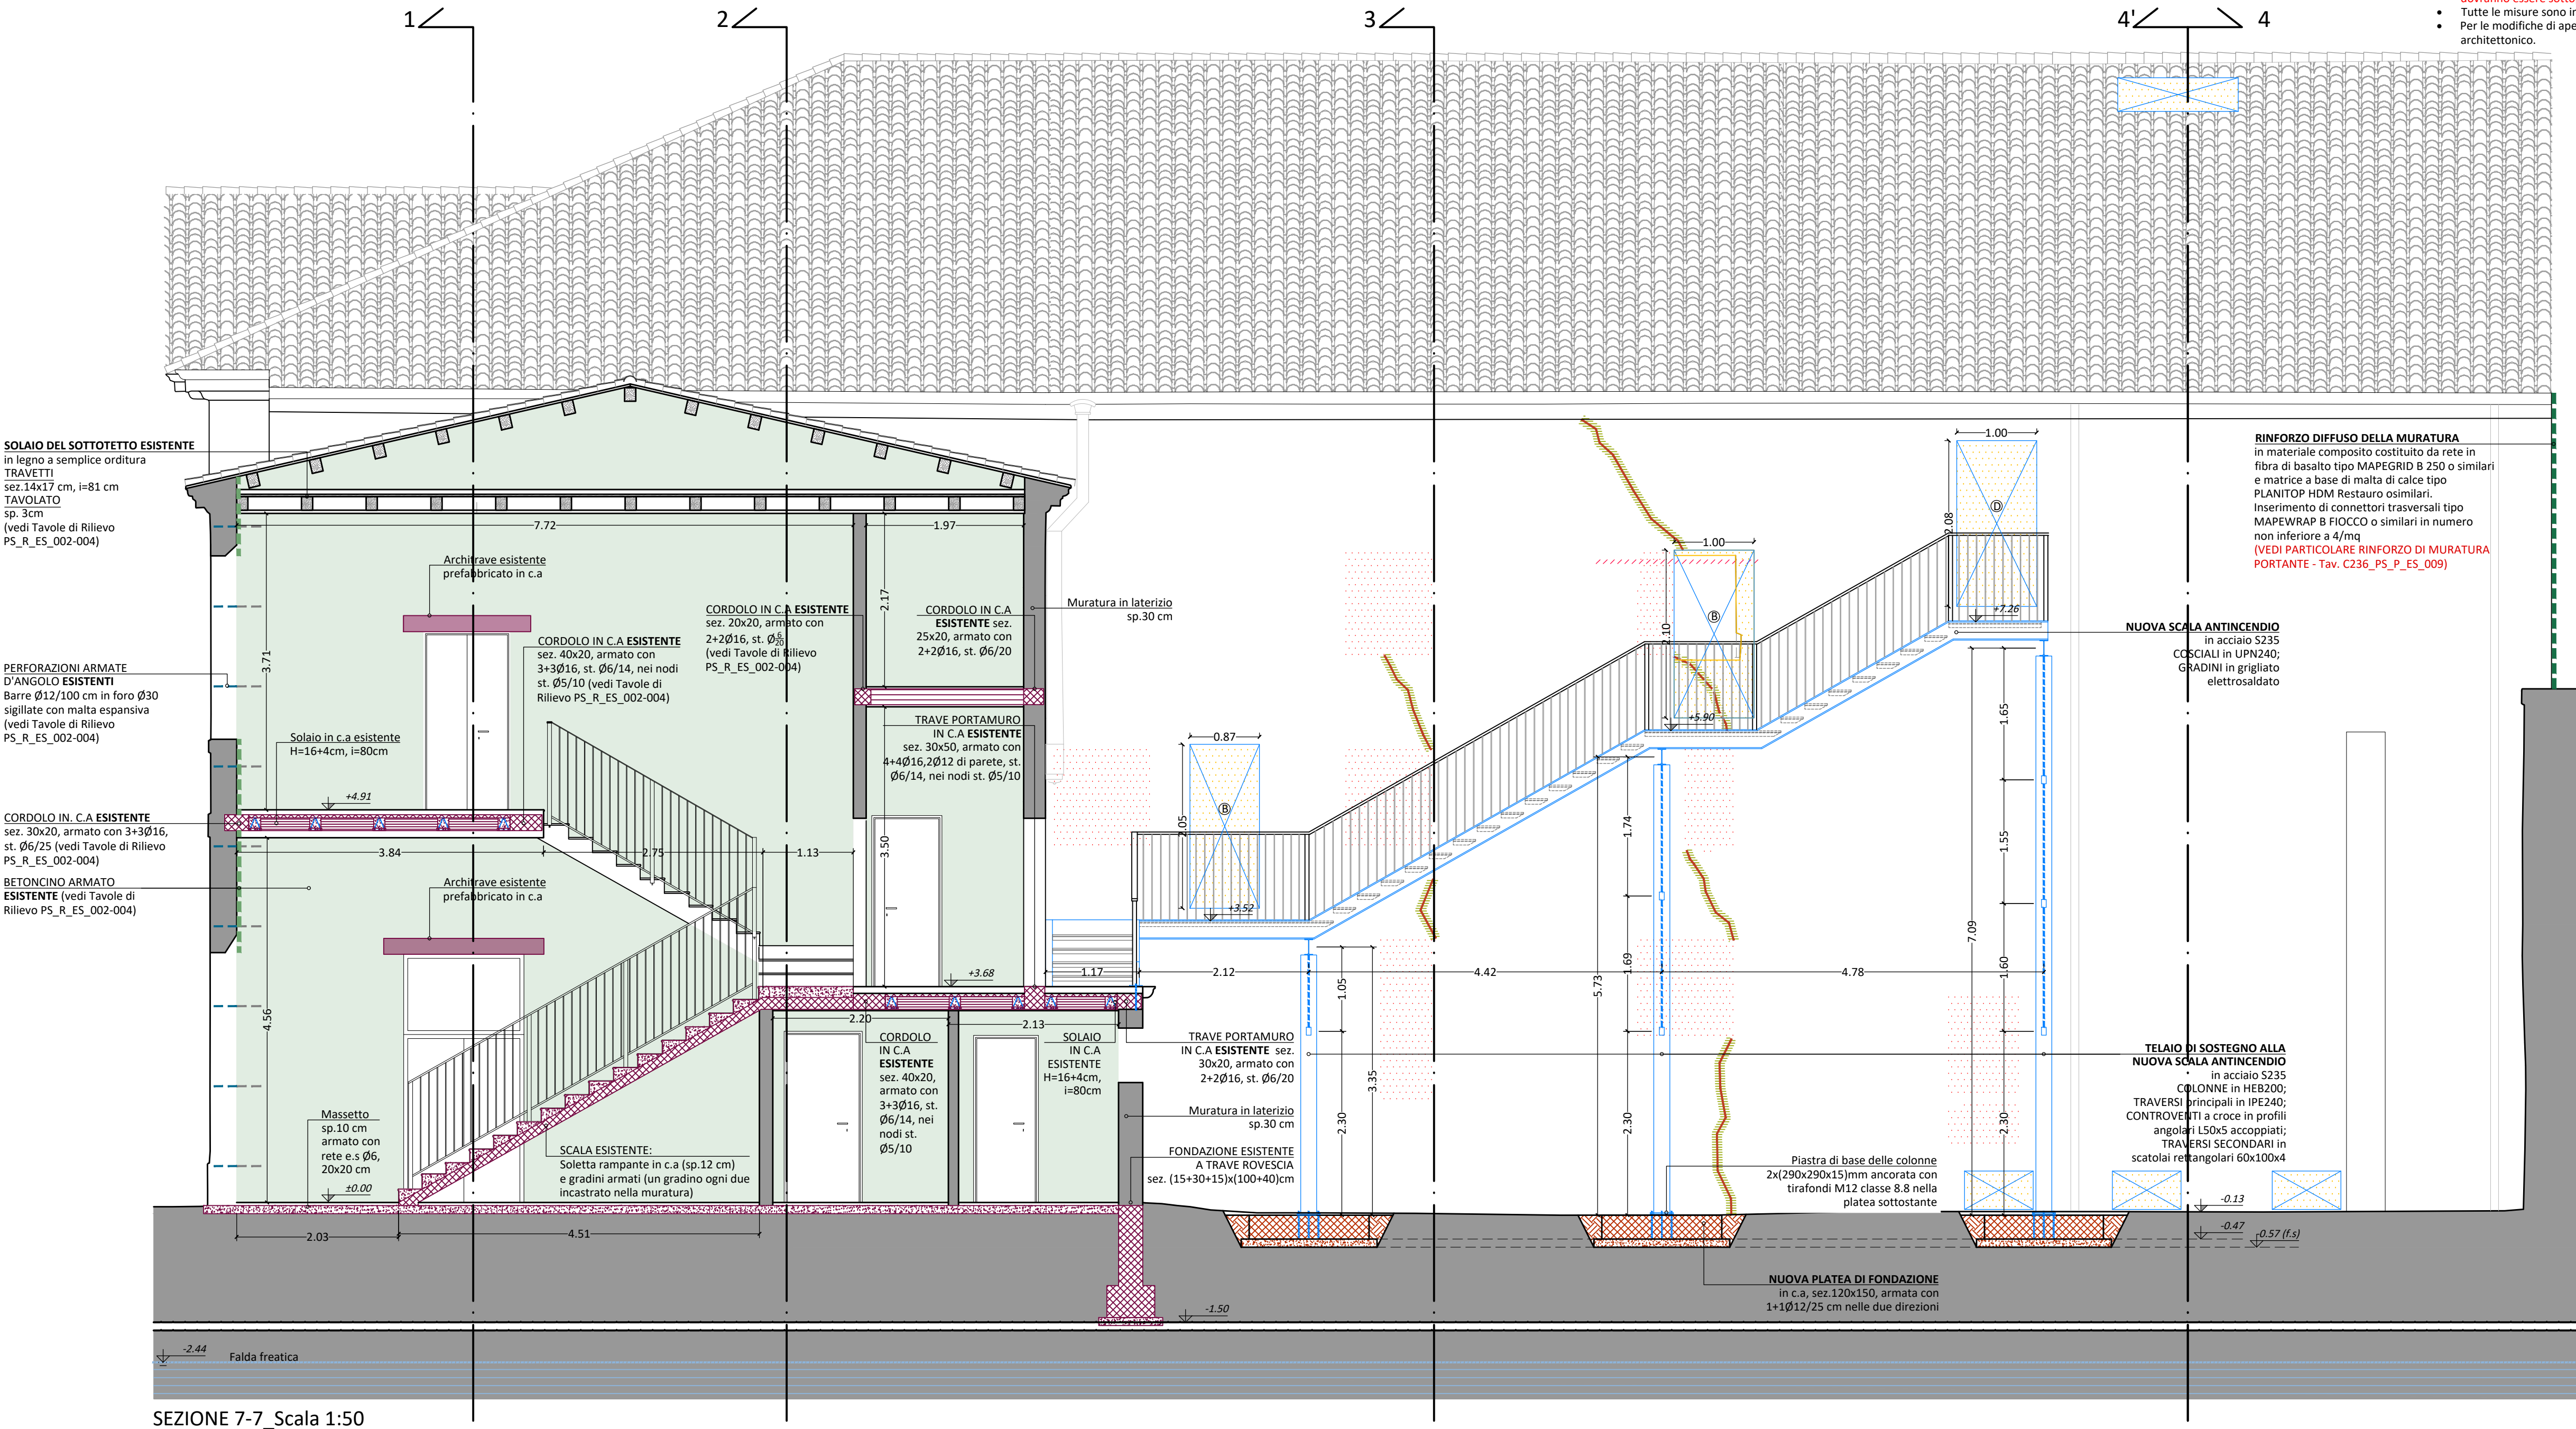 1
2
3
4'
4
Tutte le misure sono in
Per le modifiche di ape
architettonico.
SOLAIO DEL SOTTOTETTO ESISTENTE
in legno a semplice orditura
TRAVETTI
sez.14x17 cm, i=81 cm
TAVOLATO
sp. 3cm
(vedi Tavole di Rilievo
PS_R_ES_002-004)
PERFORAZIONI ARMATE
D'ANGOLO ESISTENTI
Barre Ø12/100 cm in foro Ø30
sigillate con malta espansiva
(vedi Tavole di Rilievo
PS_R_ES_002-004)
CORDOLO IN. C.A ESISTENTE
sez. 30x20, armato con 3+3Ø16,
st. Ø6/25 (vedi Tavole di Rilievo
PS_R_ES_002-004)
BETONCINO ARMATO
ESISTENTE (vedi Tavole di
Rilievo PS_R_ES_002-004)
7.72
1.97
Architrave esistente
prefabbricato in c.a
3.71
2.17
CORDOLO IN C.A ESISTENTE
sez. 40x20, armato con
3+3Ø16, st. Ø6/14, nei nodi
st. Ø5/10 (vedi Tavole di
Rilievo PS_R_ES_002-004)
CORDOLO IN C.A ESISTENTE
sez. 20x20, armato con
2+2Ø16, st. Ø6/20
(vedi Tavole di Rilievo
PS_R_ES_002-004)
CORDOLO IN C.A
ESISTENTE sez.
25x20, armato con
2+2Ø16, st. Ø6/20
Muratura in laterizio
sp.30 cm
TRAVE PORTAMURO
IN C.A ESISTENTE
sez. 30x50, armato con
4+4Ø16,2Ø12 di parete, st.
Ø6/14, nei nodi st. Ø5/10
Solaio in c.a esistente
H=16+4cm, i=80cm
+4.91
3.84
2.75
1.13
3.50
Architrave esistente
prefabbricato in c.a
4.56
+3.68
2.20
2.13
CORDOLO
IN C.A
ESISTENTE
sez. 40x20,
armato con
3+3Ø16, st.
Ø6/14, nei
nodi st.
Ø5/10
SOLAIO
IN C.A
ESISTENTE
H=16+4cm,
i=80cm
Massetto
sp.10 cm
armato con
rete e.s Ø6,
20x20 cm
±0.00
SCALA ESISTENTE:
Soletta rampante in c.a (sp.12 cm)
e gradini armati (un gradino ogni due
incastrato nella muratura)
2.03
4.51
TRAVE PORTAMURO
IN C.A ESISTENTE sez.
30x20, armato con
2+2Ø16, st. Ø6/20
Muratura in laterizio
sp.30 cm
FONDAZIONE ESISTENTE
A TRAVE ROVESCIA
sez. (15+30+15)x(100+40)cm
0.87
2.05
B
+3.52
1.17
2.12
4.42
4.78
1.05
2.30
3.35
1.00
2.10
B
+5.90
1.74
1.69
2.30
5.73
1.00
2.08
D
+7.26
1.65
1.55
1.60
2.30
7.09
RINFORZO DIFFUSO DELLA MURATURA
in materiale composito costituito da rete in
fibra di basalto tipo MAPEGRID B 250 o similari
e matrice a base di malta di calce tipo
PLANITOP HDM Restauro osimilari.
Inserimento di connettori trasversali tipo
MAPEWRAP B FIOCCO o similari in numero
non inferiore a 4/mq
(VEDI PARTICOLARE RINFORZO DI MURATURA
PORTANTE - Tav. C236_PS_P_ES_009)
NUOVA SCALA ANTINCENDIO
in acciaio S235
COSCIALI in UPN240;
GRADINI in grigliato
elettrosaldato
TELAIO DI SOSTEGNO ALLA
NUOVA SCALA ANTINCENDIO
in acciaio S235
COLONNE in HEB200;
TRAVERSI principali in IPE240;
CONTROVENTI a croce in profili
angolari L50x5 accoppiati;
TRAVERSI SECONDARI in
scatolai rettangolari 60x100x4
Piastra di base delle colonne
2x(290x290x15)mm ancorata con
tirafondi M12 classe 8.8 nella
platea sottostante
-0.13
-0.47
-0.57 (f.s)
NUOVA PLATEA DI FONDAZIONE
in c.a, sez.120x150, armata con
1+1Ø12/25 cm nelle due direzioni
-1.50
-2.44
Falda freatica
SEZIONE 7-7_Scala 1:50